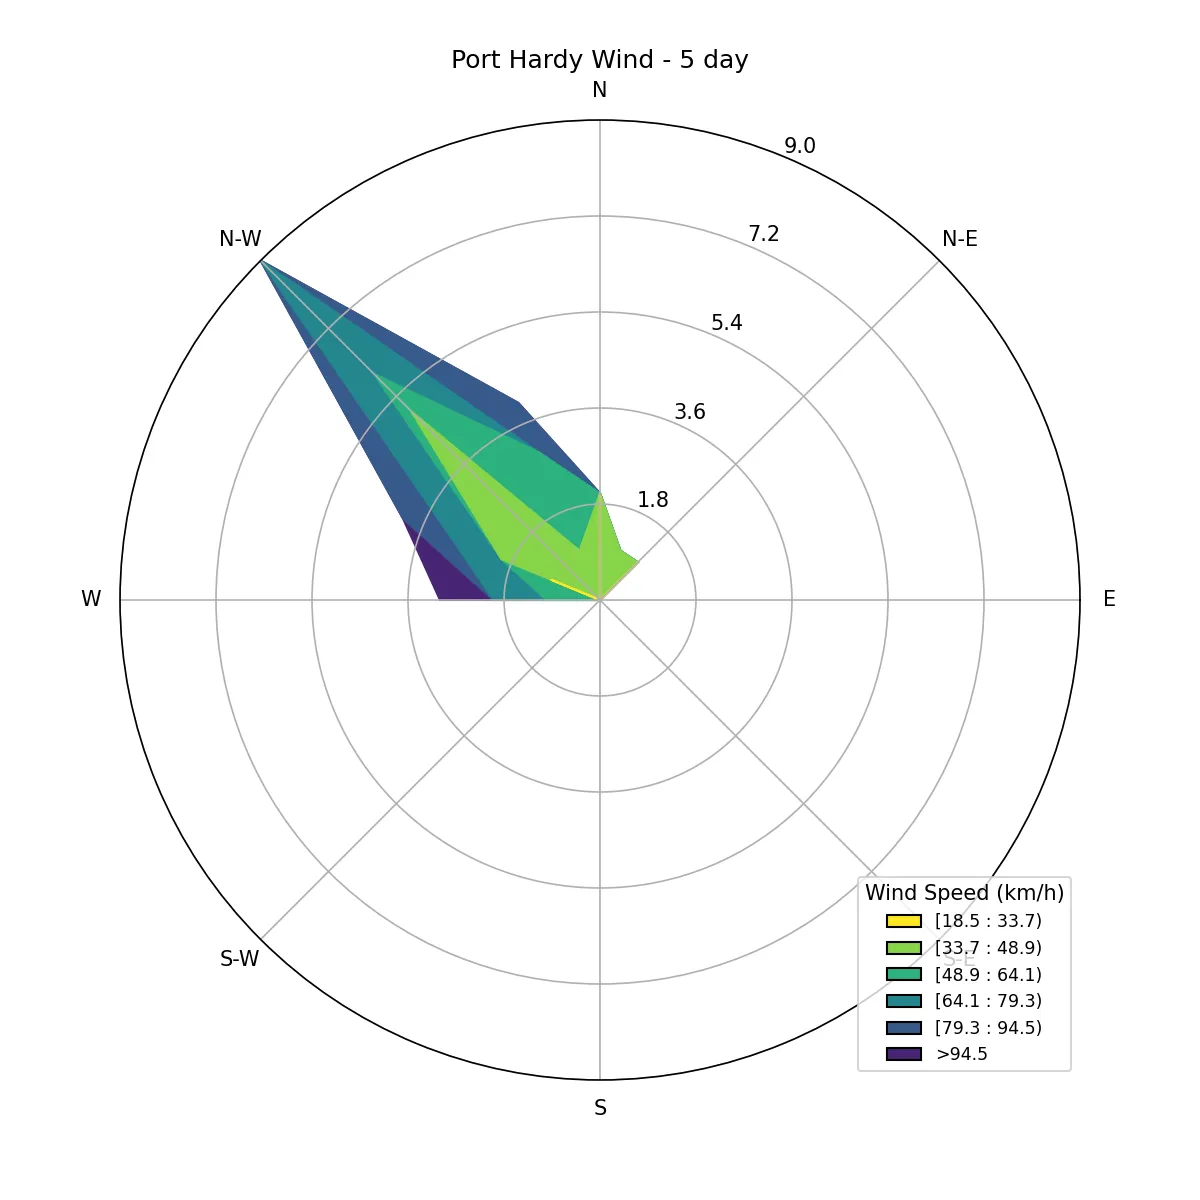 Port Hardy Wind - 5 day
N
9.0
7.2
N-W
N-E
5.4
3.6
1.8
W
E
Wind Speed (km/h)
[18.5 : 33.7)
[33.7 : 48.9)
S-W
S-E
[48.9 : 64.1)
[64.1 : 79.3)
[79.3 : 94.5)
>94.5
S